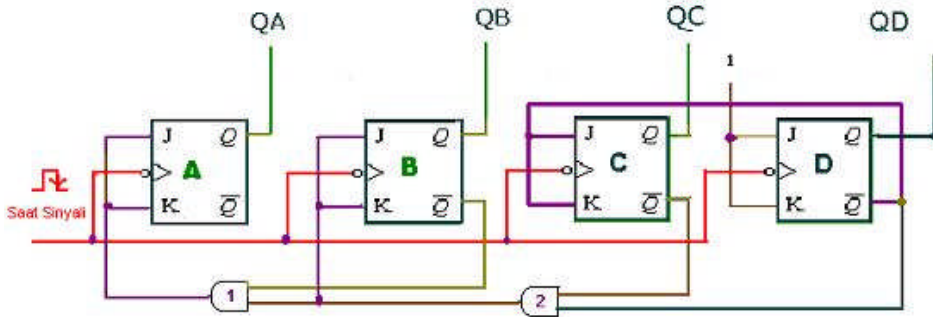 QA
QB
QC
QD
1
J Q
A
K Q̅
J Q
B
K Q̅
J Q
C
K Q̅
J Q
D
K Q̅
Saat Sinyali
1
2